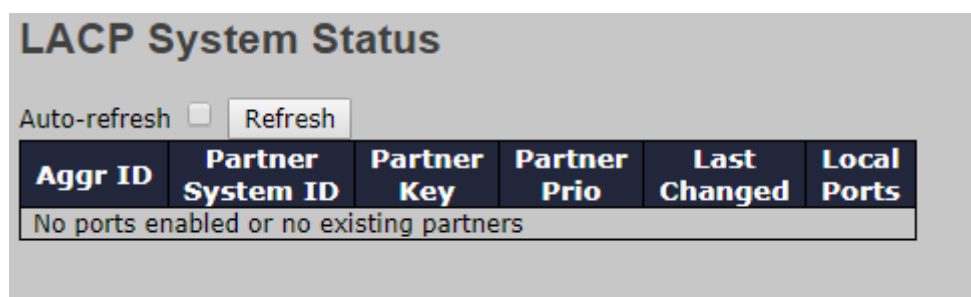 LACP System Status
Auto-refresh Refresh
Aggr ID Partner System ID Partner Key Partner Prio Last Changed Local Ports
No ports enabled or no existing partners